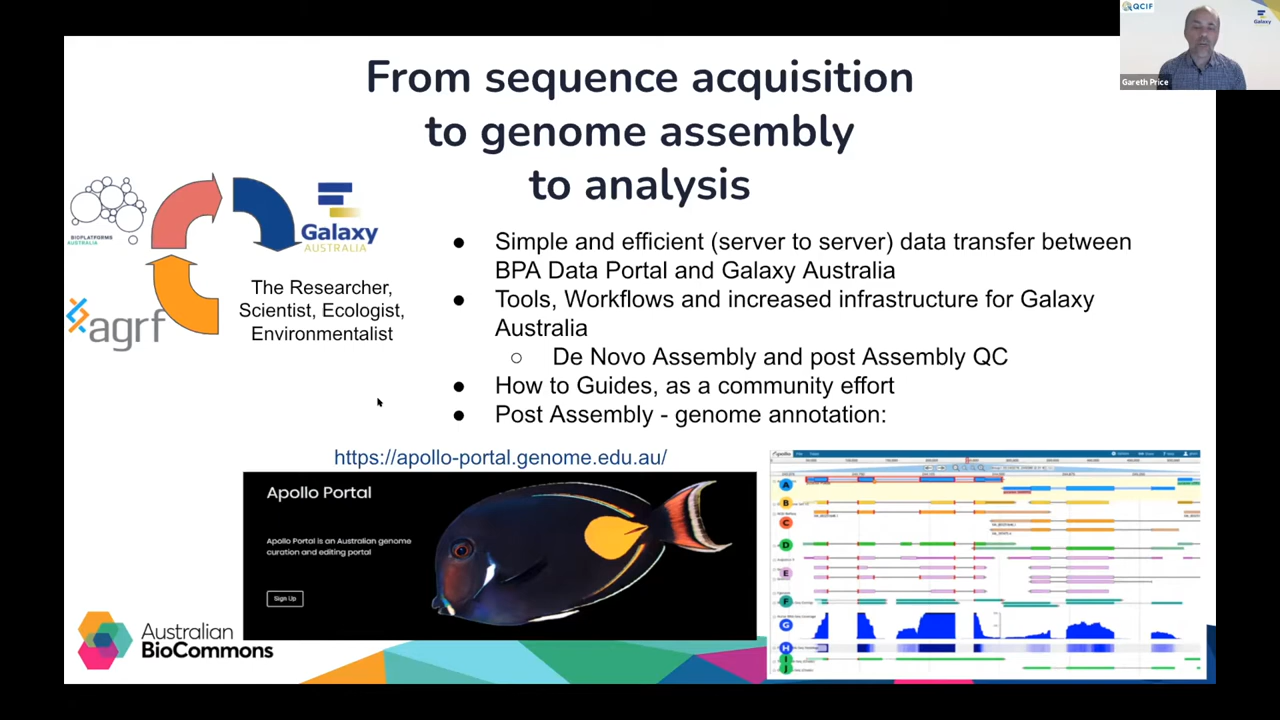 QCIF
Galaxy
Gareth Price
From sequence acquisition
to genome assembly
to analysis
BIOPLATFORMS
AUSTRALIA
Galaxy
AUSTRALIA
agrf
The Researcher,
Scientist, Ecologist,
Environmentalist
● Simple and efficient (server to server) data transfer between
BPA Data Portal and Galaxy Australia
● Tools, Workflows and increased infrastructure for Galaxy
Australia
○ De Novo Assembly and post Assembly QC
● How to Guides, as a community effort
● Post Assembly - genome annotation:
https://apollo-portal.genome.edu.au/
Apollo Portal
Apollo Portal is an Australian genome
curation and editing portal
Sign Up
A
B
C
D
E
F
G
H
I
J
Australian
BioCommons